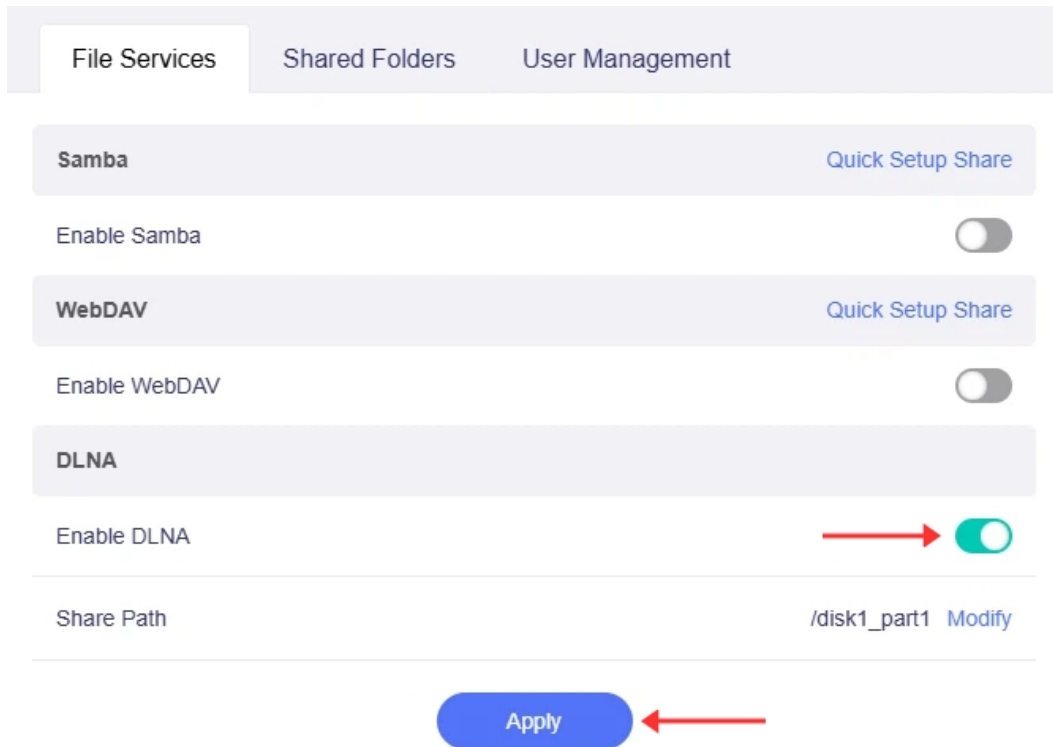 File Services Shared Folders User Management
Samba Quick Setup Share
Enable Samba
WebDAV Quick Setup Share
Enable WebDAV
DLNA
Enable DLNA
Share Path /disk1_part1 Modify
Apply